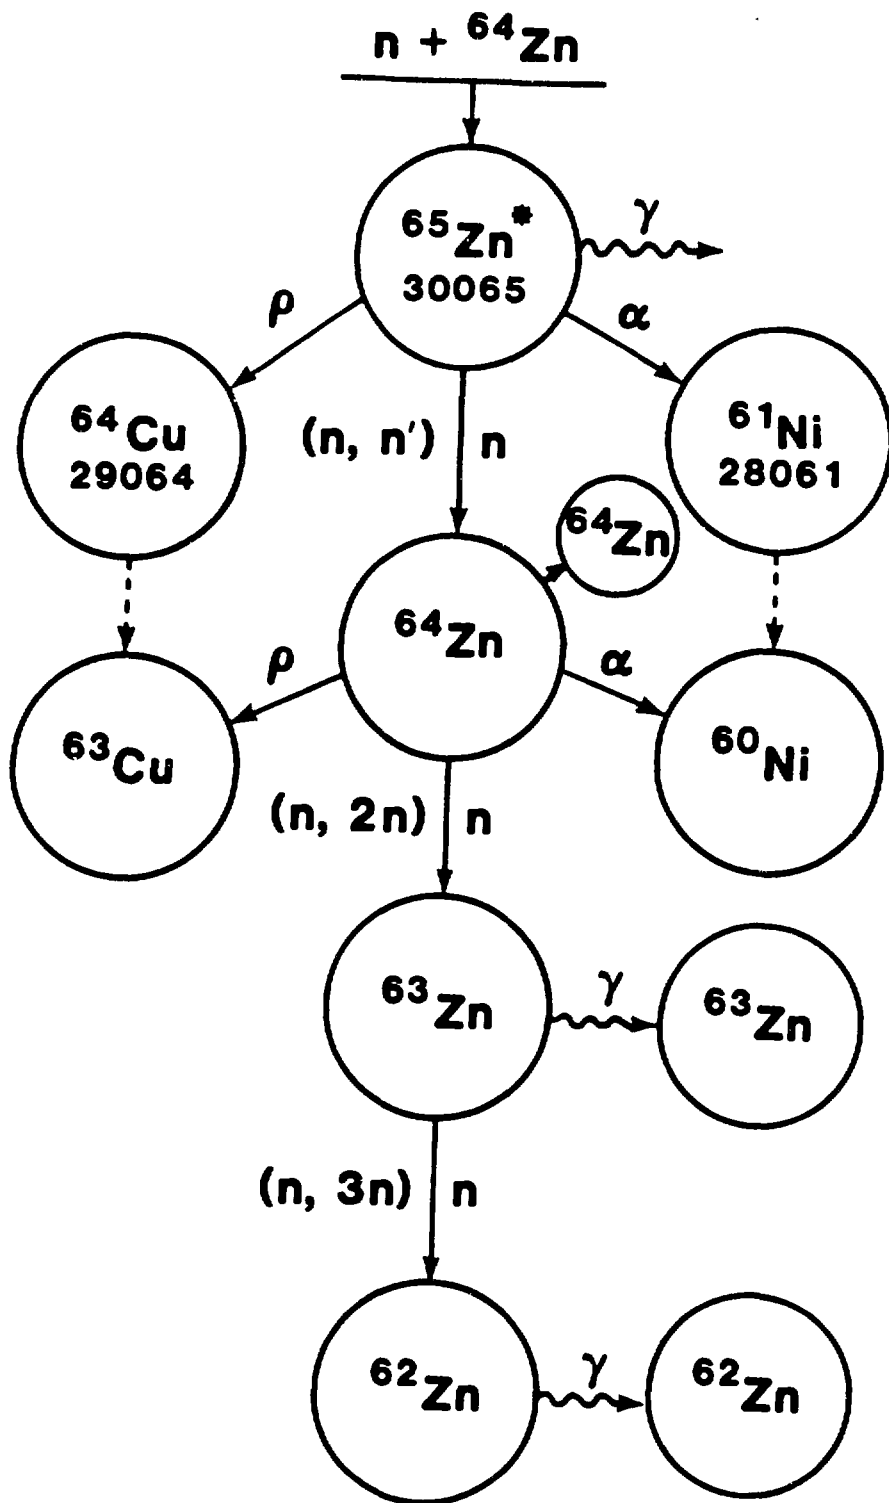 n + ⁶⁴Zn
⁶⁵Zn*
30065
γ
ρ
α
⁶⁴Cu
29064
(n, n′) n
⁶¹Ni
28061
⁶⁴Zn
⁶⁴Zn
ρ
α
⁶³Cu
⁶⁰Ni
(n, 2n) n
⁶³Zn
γ
⁶³Zn
(n, 3n) n
⁶²Zn
γ
⁶²Zn